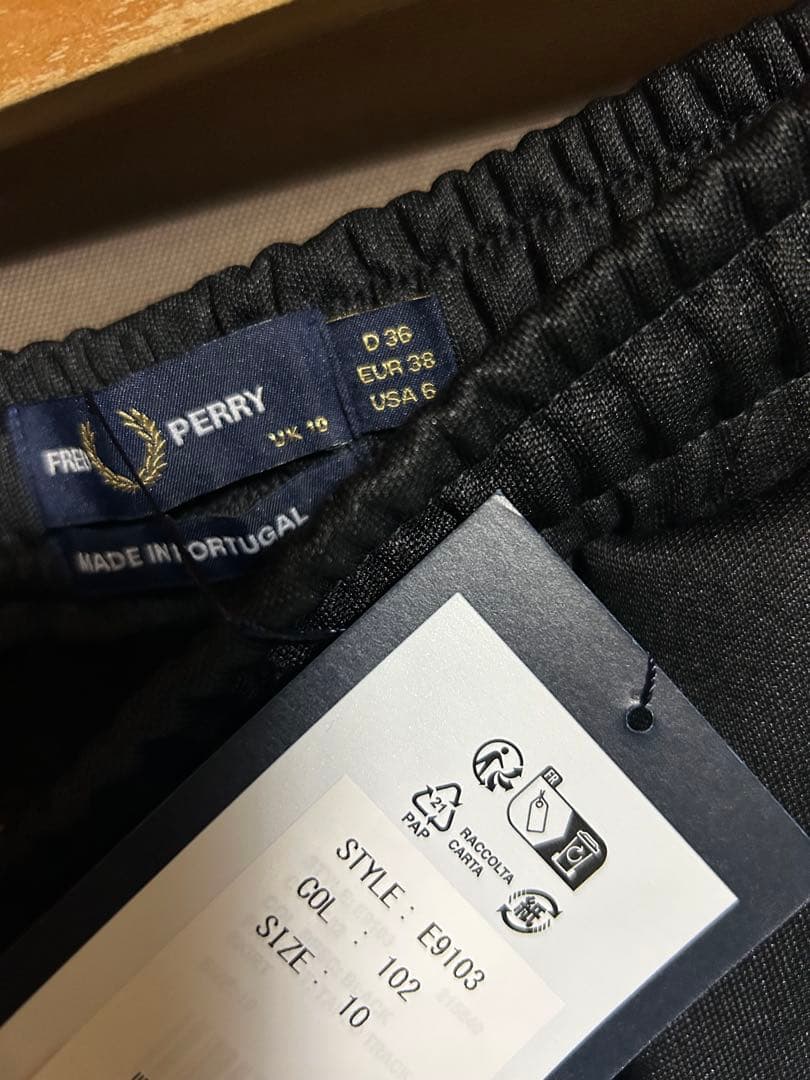 FRED PERRY
UK 10
D 36
EUR 38
USA 6
MADE IN PORTUGAL
FR
21
PAP
RACCOLTA
CARTA
紙
STYLE : E9103
COL : 102
SIZE : 10